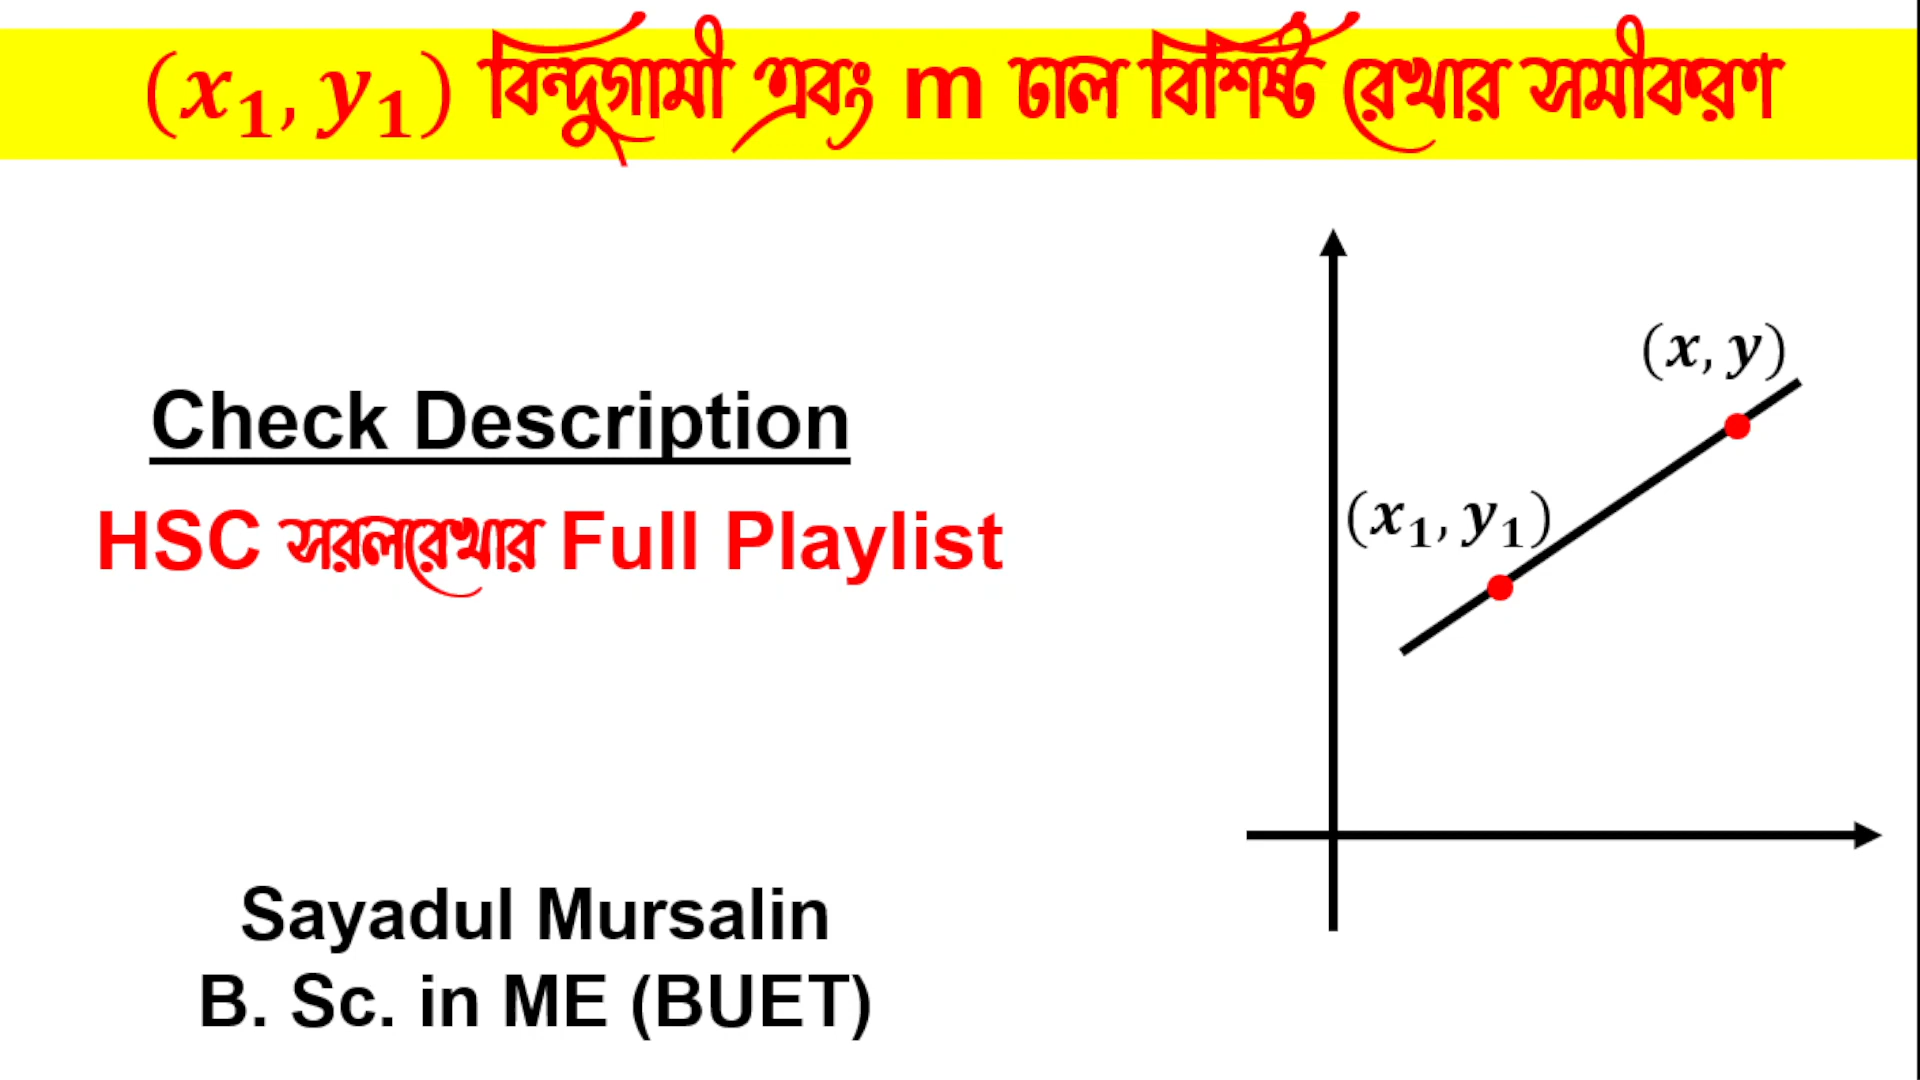 (x₁, y₁) বিন্দুগামী এবং m ঢাল বিশিষ্ট রেখার সমীকরণ
Check Description
HSC সরলরেখার Full Playlist
(x, y)
(x₁, y₁)
Sayadul Mursalin
B. Sc. in ME (BUET)